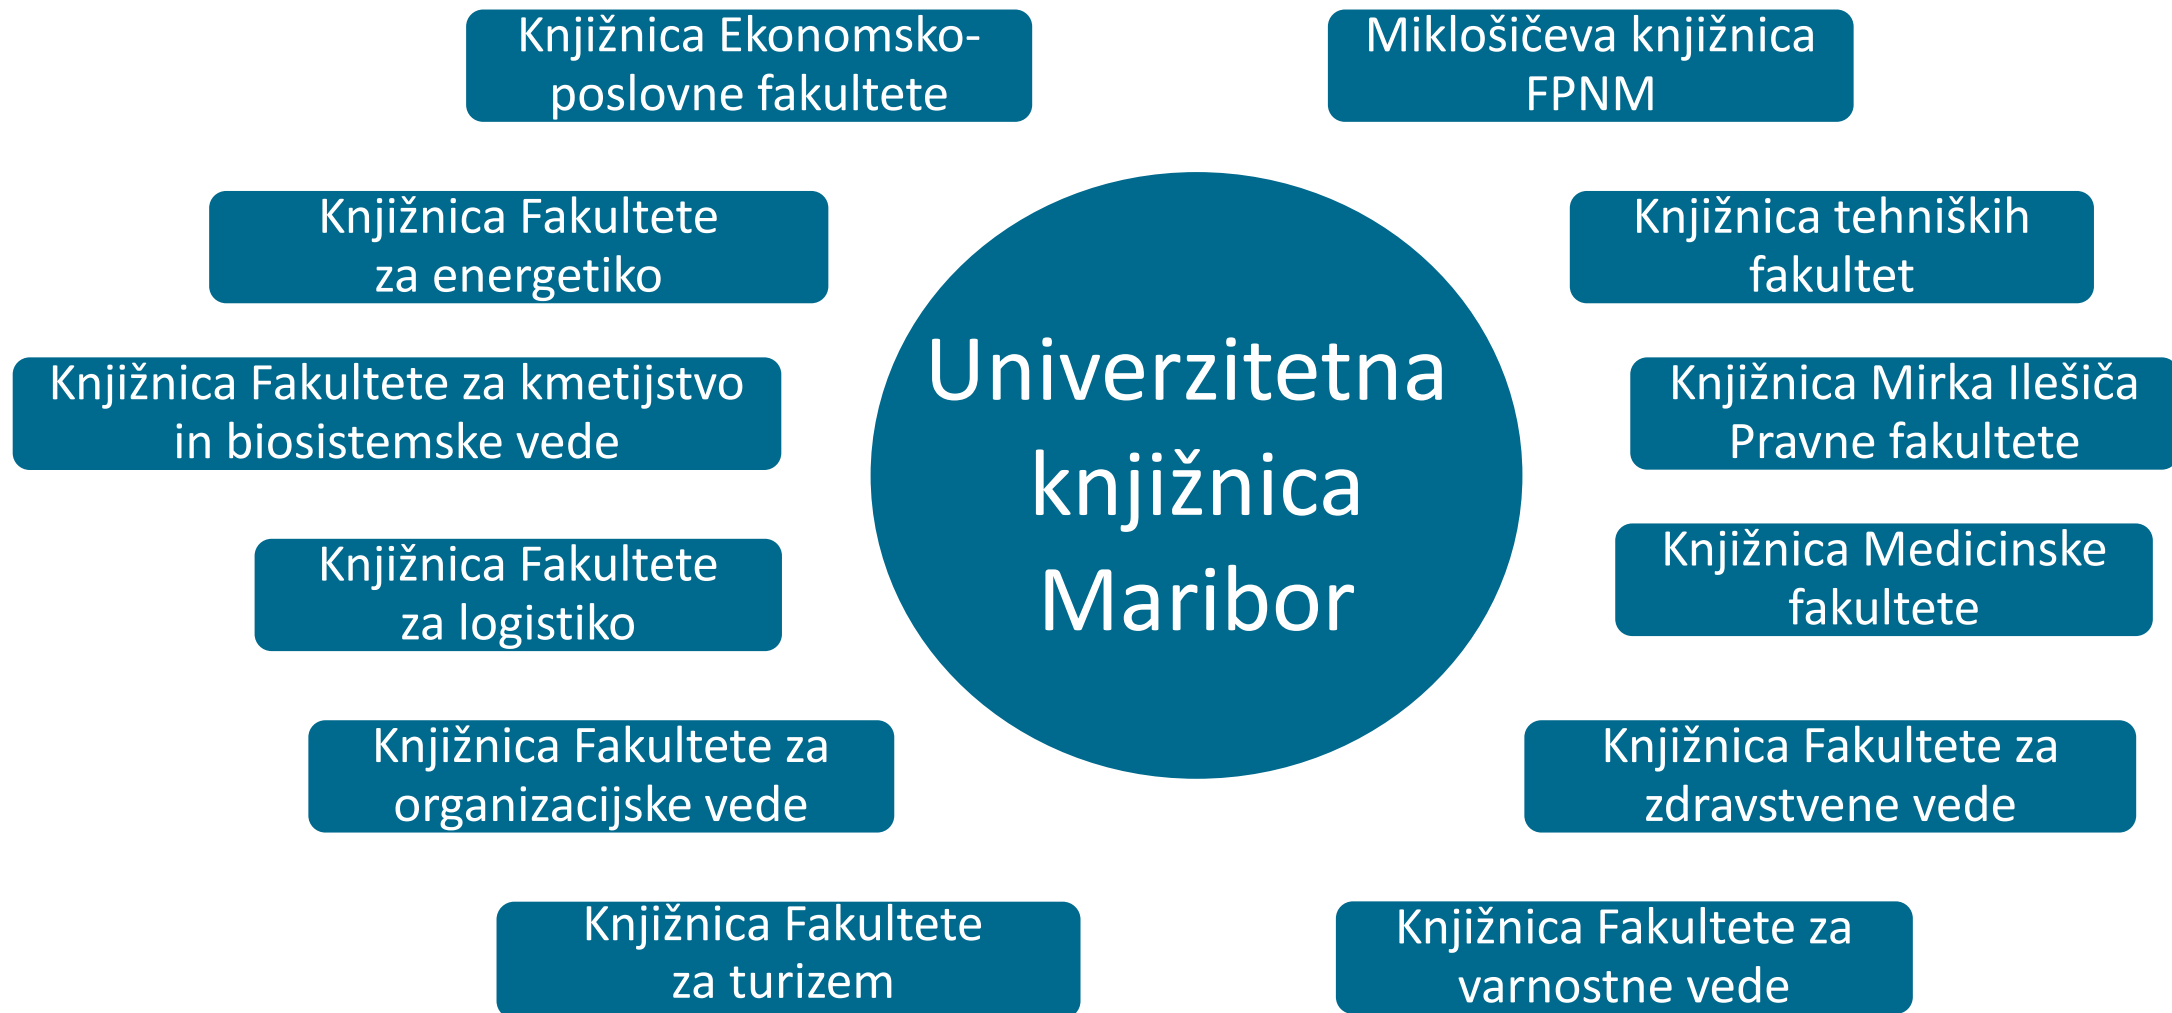 Knjižnica Ekonomsko-
poslovne fakultete
Miklošičeva knjižnica
FPNM
Knjižnica Fakultete
za energetiko
Knjižnica tehniških
fakultet
Univerzitetna
knjižnica
Maribor
Knjižnica Fakultete za kmetijstvo
in biosistemske vede
Knjižnica Mirka Ilešiča
Pravne fakultete
Knjižnica Fakultete
za logistiko
Knjižnica Medicinske
fakultete
Knjižnica Fakultete za
organizacijske vede
Knjižnica Fakultete za
zdravstvene vede
Knjižnica Fakultete
za turizem
Knjižnica Fakultete za
varnostne vede